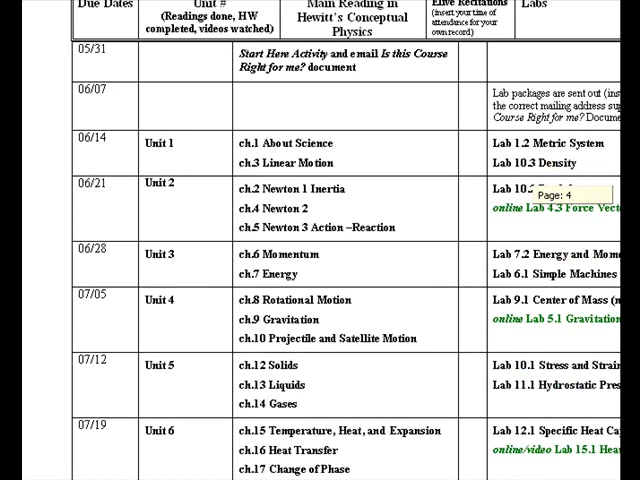 Due Dates
Unit #
(Readings done, HW
completed, videos watched)
Main Reading in
Hewitt's Conceptual
Physics
Elive Recitations
(insert your time of
attendance for your
own record)
Labs
05/31
Start Here Activity and email Is this Course
Right for me? document
06/07
Lab packages are sent out (ins
the correct mailing address su
Course Right for me? Docume
06/14
Unit 1
ch.1 About Science
ch.3 Linear Motion
Lab 1.2 Metric System
Lab 10.3 Density
06/21
Unit 2
ch.2 Newton 1 Inertia
ch.4 Newton 2
ch.5 Newton 3 Action –Reaction
Lab 10.
Page: 4
online Lab 4.3 Force Vect
06/28
Unit 3
ch.6 Momentum
ch.7 Energy
Lab 7.2 Energy and Mom
Lab 6.1 Simple Machines
07/05
Unit 4
ch.8 Rotational Motion
ch.9 Gravitation
ch.10 Projectile and Satellite Motion
Lab 9.1 Center of Mass (m
online Lab 5.1 Gravitation
07/12
Unit 5
ch.12 Solids
ch.13 Liquids
ch.14 Gases
Lab 10.1 Stress and Strain
Lab 11.1 Hydrostatic Pres
07/19
Unit 6
ch.15 Temperature, Heat, and Expansion
ch.16 Heat Transfer
ch.17 Change of Phase
Lab 12.1 Specific Heat Ca
online/video Lab 15.1 Hea